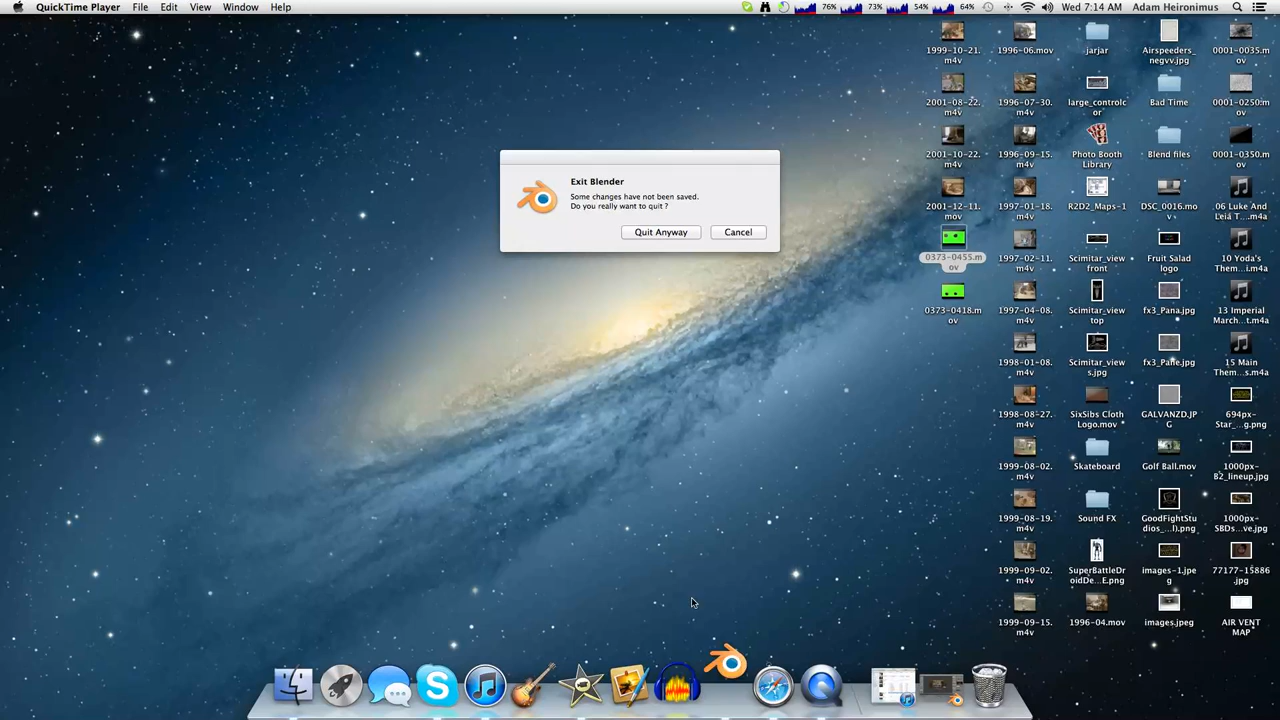 QuickTime Player File Edit View Window Help
76% 73% 54% 64% Wed 7:14 AM Adam Heironimus
Exit Blender
Some changes have not been saved.
Do you really want to quit ?
Quit Anyway Cancel
1999-10-21.
m4v
1996-06.mov
jarjar
Airspeeders_
negvv.jpg
0001-0035.m
ov
2001-08-22.
m4v
1996-07-30.
m4v
large_controlc
or
Bad Time
0001-0250.m
ov
2001-10-22.
m4v
1996-09-15.
m4v
Photo Booth
Library
Blend files
0001-0350.m
ov
2001-12-11.
mov
1997-01-18.
m4v
R2D2_Maps-1
DSC_0016.mo
v
06 Luke And
Leia T...m4a
0373-0455.m
ov
1997-02-11.
m4v
Scimitar_view
front
Fruit Salad
logo
10 Yoda's
Them...i.m4a
0373-0418.m
ov
1997-04-08.
m4v
Scimitar_view
top
fx3_Pana.jpg
13 Imperial
March...t.m4a
1998-01-08.
m4v
Scimitar_view
s.jpg
fx3_Pane.jpg
15 Main
Them...s.m4a
1998-08-27.
m4v
SixSibs Cloth
Logo.mov
GALVANZD.JP
G
694px-
Star_...g.png
1999-08-02.
m4v
Skateboard
Golf Ball.mov
1000px-
B2_lineup.jpg
1999-08-19.
m4v
Sound FX
GoodFightStu
dios_...l).png
1000px-
SBDs...ve.jpg
1999-09-02.
m4v
SuperBattleDr
oidDe...E.png
images-1.jpe
g
77177-15886
.jpg
1999-09-15.
m4v
1996-04.mov
images.jpeg
AIR VENT
MAP